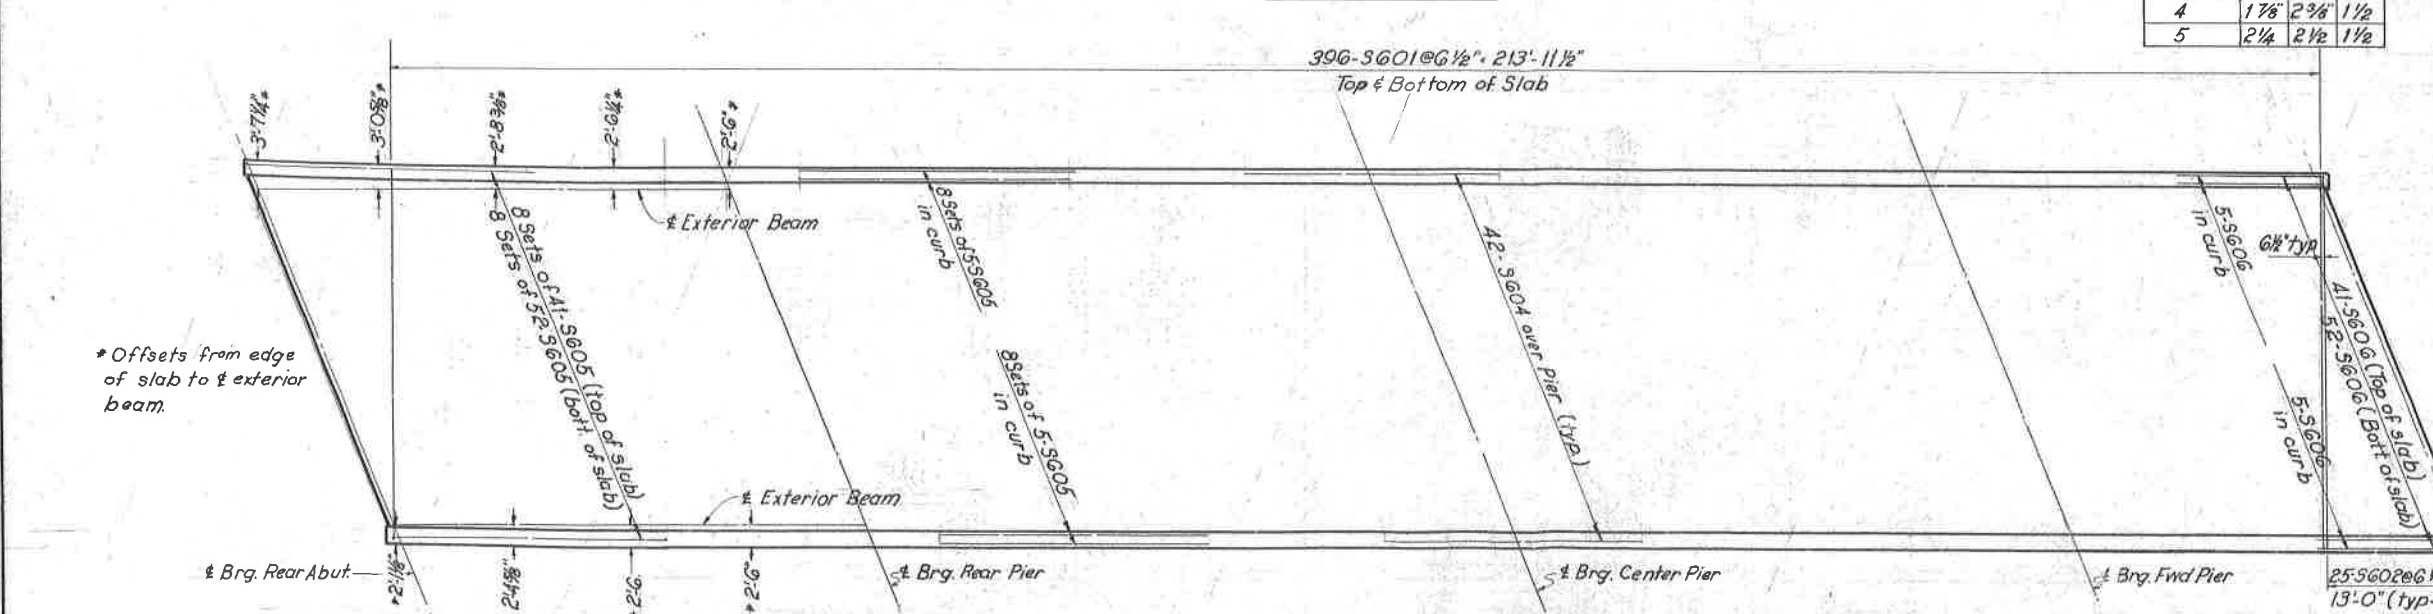 4 1⅞" 2⅜" 1½
5 2¼ 2½ 1½
396-S601@6½"= 213'-11½"
Top & Bottom of Slab
*3'-7¼"
*3'-0⅝"
*2'-6"
℄ Exterior Beam
8 Sets of 41-S605 (top of slab)
8 Sets of 52-S605 (bott. of slab)
8 Sets of 5-S605
in curb
8 Sets of 5-S605
in curb
42-S604 over Pier (typ.)
5-S606
in curb
6½" typ.
41-S606 (Top of slab)
52-S606 (Bott of slab)
5-S606
in curb
* Offsets from edge
of slab to ℄ exterior
beam.
℄ Exterior Beam
℄ Brg. Rear Abut.
* 2'-1⅛"
2'-4⅝"
* 2'-6
* 2'-6"
℄ Brg. Rear Pier
℄ Brg. Center Pier
℄ Brg. Fwd Pier
25-S602@6
13'-0" (typ